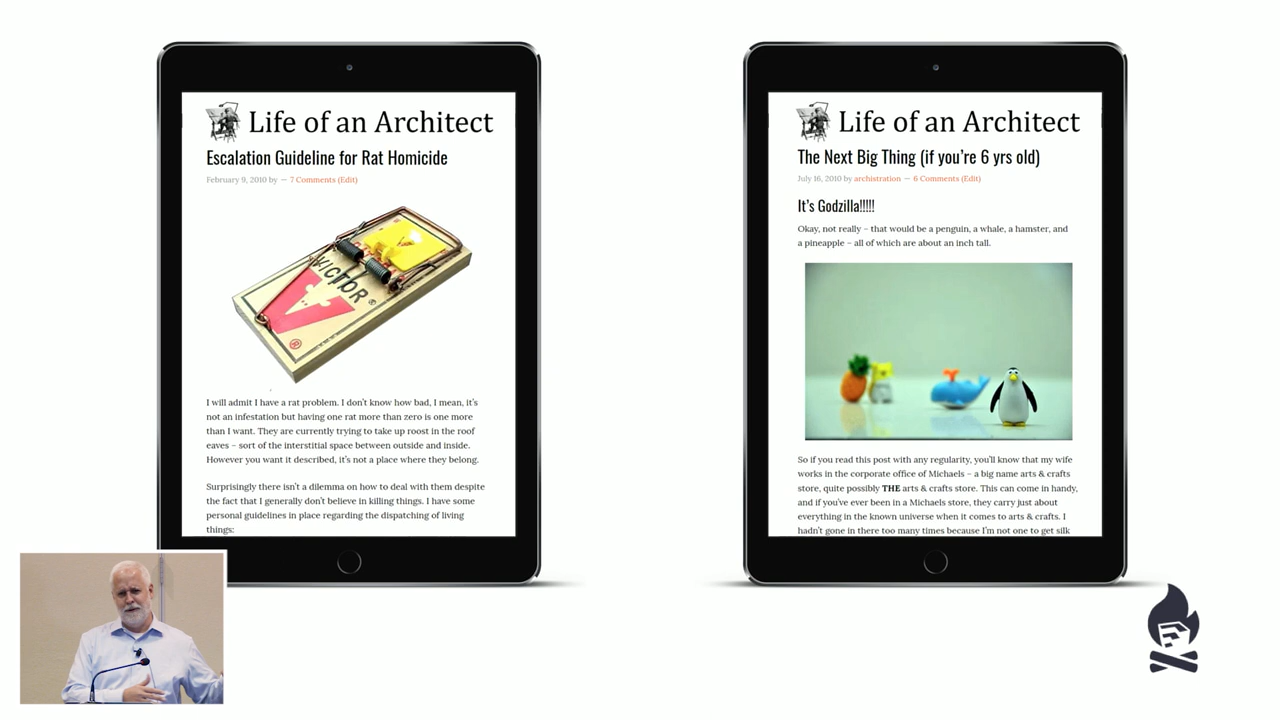 Life of an Architect
Escalation Guideline for Rat Homicide
February 9, 2010 by — 7 Comments (Edit)
VICTOR®
®
I will admit I have a rat problem. I don't know how bad, I mean, it's
not an infestation but having one rat more than zero is one more
than I want. They are currently trying to take up roost in the roof
eaves – sort of the interstitial space between outside and inside.
However you want it described, it's not a place where they belong.
Surprisingly there isn't a dilemma on how to deal with them despite
the fact that I generally don't believe in killing things. I have some
personal guidelines in place regarding the dispatching of living
things:
Life of an Architect
The Next Big Thing (if you're 6 yrs old)
July 16, 2010 by archistration — 6 Comments (Edit)
It's Godzilla!!!!!
Okay, not really – that would be a penguin, a whale, a hamster, and
a pineapple – all of which are about an inch tall.
So if you read this post with any regularity, you'll know that my wife
works in the corporate office of Michaels – a big name arts & crafts
store, quite possibly THE arts & crafts store. This can come in handy,
and if you've ever been in a Michaels store, they carry just about
everything in the known universe when it comes to arts & crafts. I
hadn't gone in there too many times because I'm not one to get silk